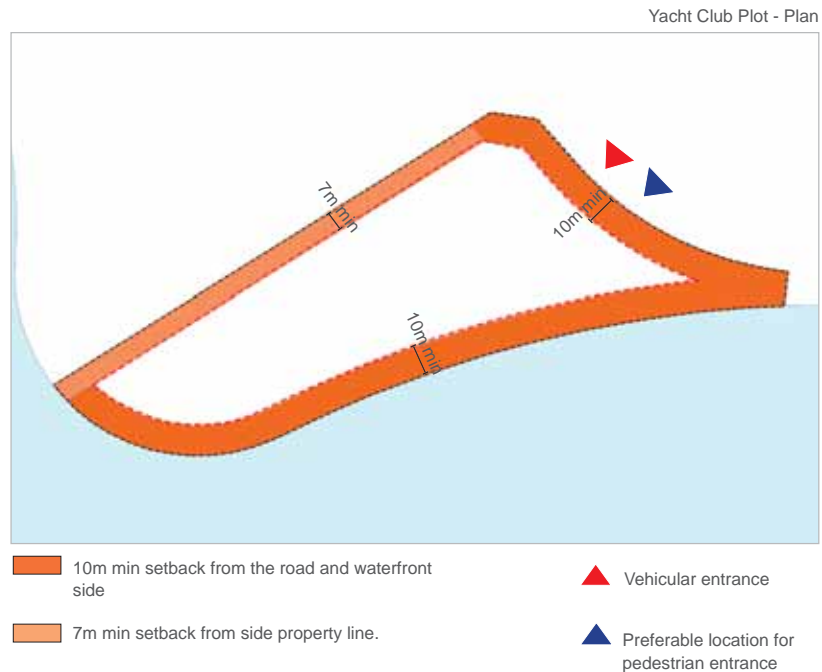 Yacht Club Plot - Plan
7m min
10m min
10m min
10m min setback from the road and waterfront
side
7m min setback from side property line.
Vehicular entrance
Preferable location for
pedestrian entrance